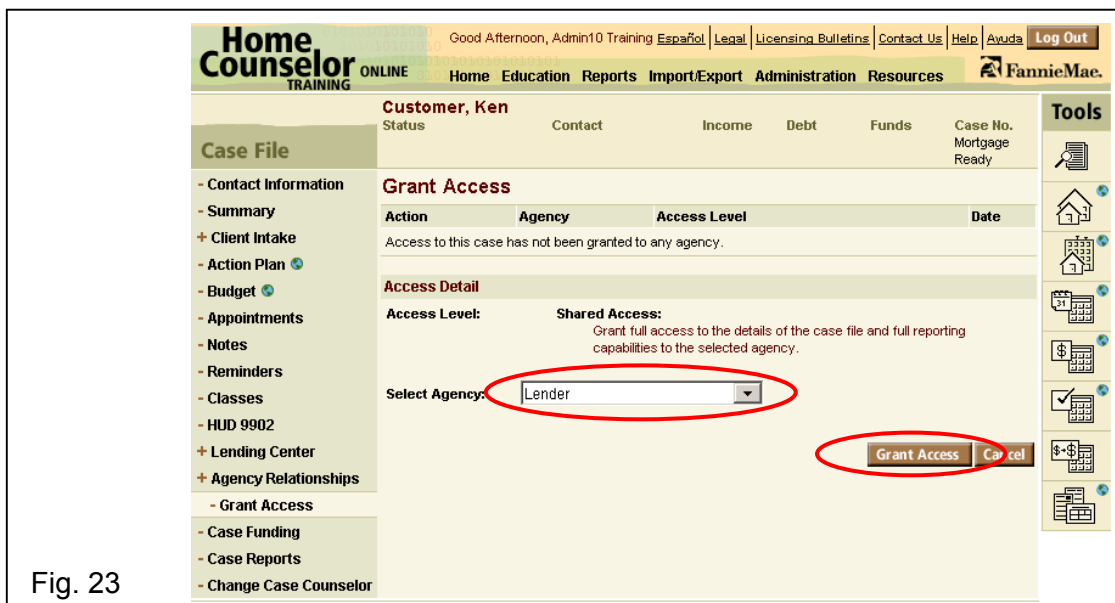 Home
Counselor ONLINE
TRAINING
Good Afternoon, Admin10 Training Español Legal Licensing Bulletins Contact Us Help Ayuda Log Out
Home Education Reports Import/Export Administration Resources
FannieMae.
Customer, Ken
Status Contact Income Debt Funds Case No.
Mortgage
Ready
Tools
Case File
- Contact Information
- Summary
+ Client Intake
- Action Plan
- Budget
- Appointments
- Notes
- Reminders
- Classes
- HUD 9902
+ Lending Center
+ Agency Relationships
- Grant Access
- Case Funding
- Case Reports
- Change Case Counselor
Grant Access
Action Agency Access Level Date
Access to this case has not been granted to any agency.
Access Detail
Access Level: Shared Access:
Grant full access to the details of the case file and full reporting
capabilities to the selected agency.
Select Agency: Lender
Grant Access Cancel
31
$
$+$
Fig. 23